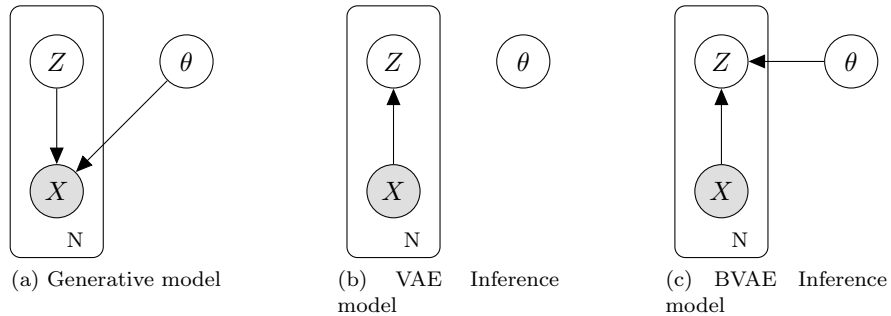 Z θ Z θ Z θ
X X X
N N N
(a) Generative model (b) VAE Inference model (c) BVAE Inference model